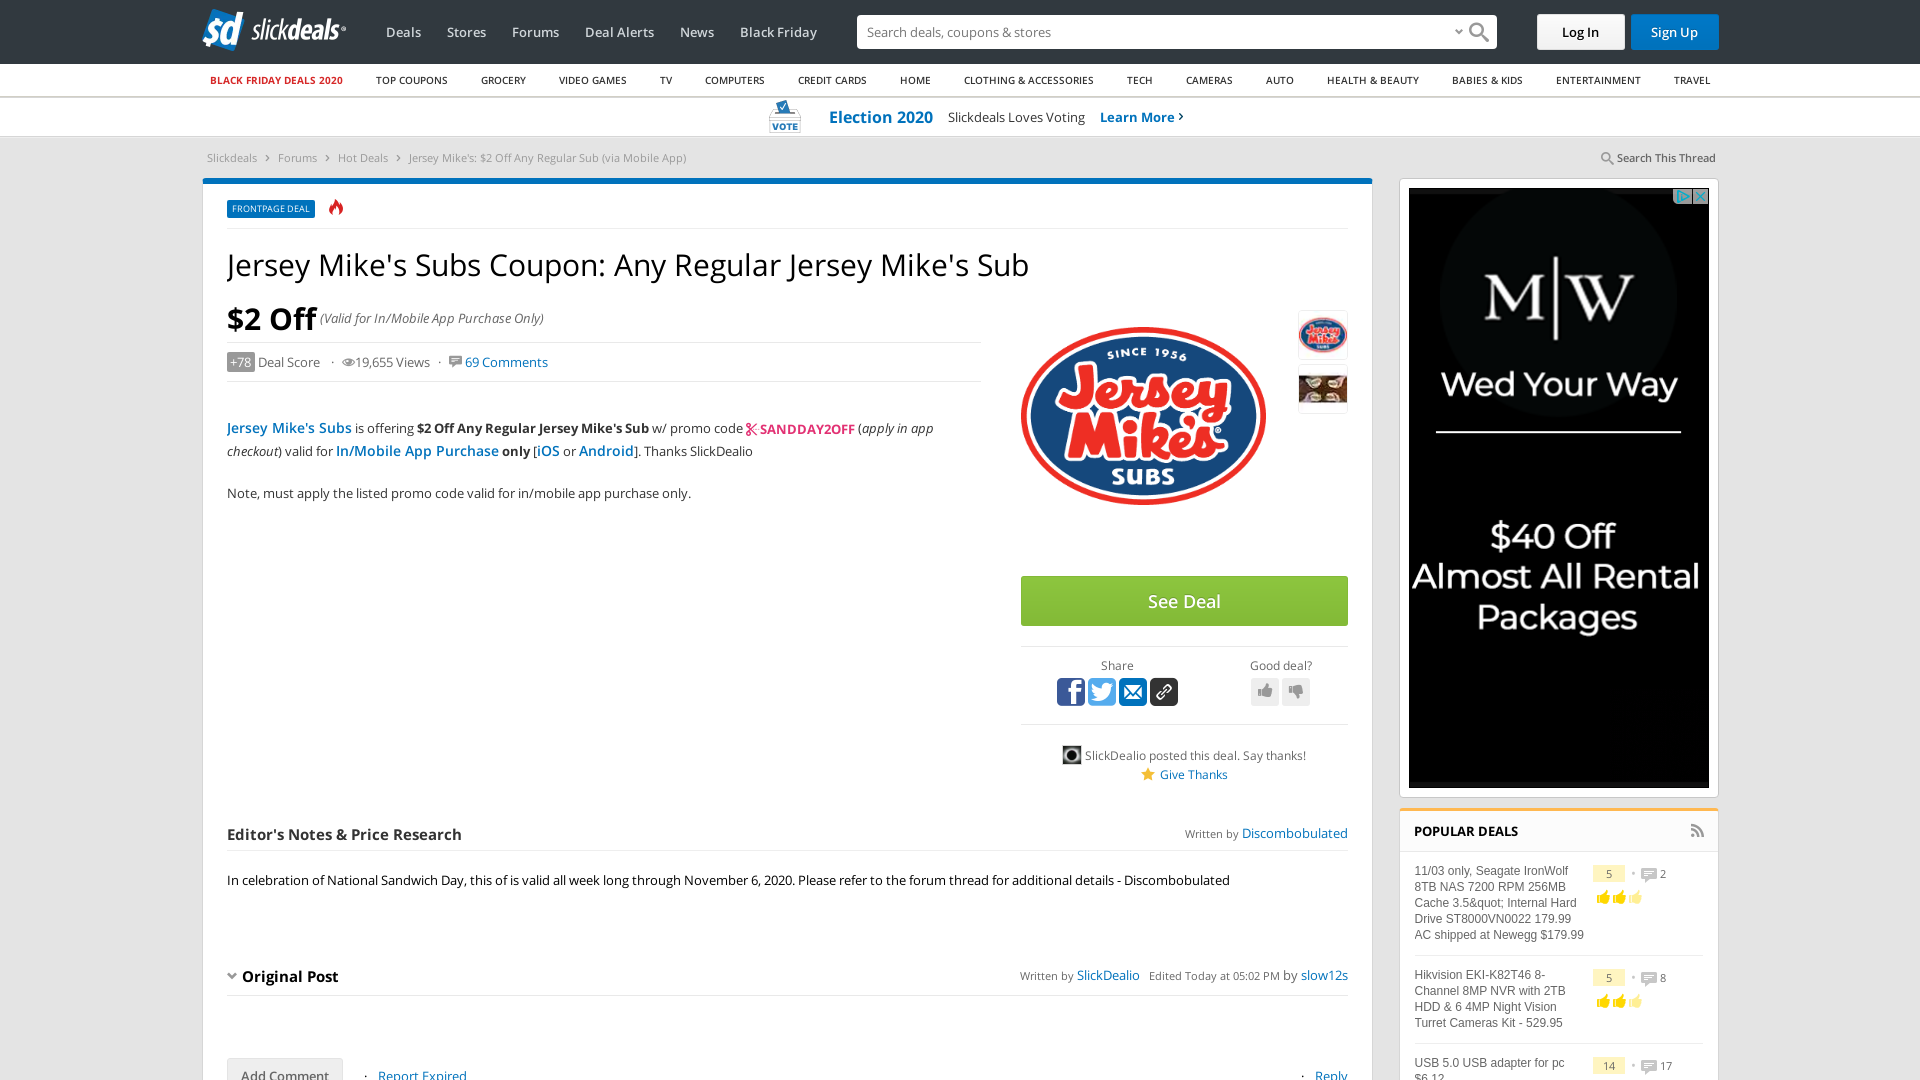 sd slickdeals
Deals Stores Forums Deal Alerts News Black Friday
Search deals, coupons & stores
Log In Sign Up
BLACK FRIDAY DEALS 2020 TOP COUPONS GROCERY VIDEO GAMES TV COMPUTERS CREDIT CARDS HOME CLOTHING & ACCESSORIES TECH CAMERAS AUTO HEALTH & BEAUTY BABIES & KIDS ENTERTAINMENT TRAVEL
VOTE Election 2020 Slickdeals Loves Voting Learn More
Slickdeals Forums Hot Deals Jersey Mike's: $2 Off Any Regular Sub (via Mobile App)
Search This Thread
FRONTPAGE DEAL
Jersey Mike's Subs Coupon: Any Regular Jersey Mike's Sub
$2 Off (Valid for In/Mobile App Purchase Only)
+78 Deal Score · 19,655 Views · 69 Comments
Jersey Mike's Subs is offering $2 Off Any Regular Jersey Mike's Sub w/ promo code SANDDAY2OFF (apply in app
checkout) valid for In/Mobile App Purchase only [iOS or Android]. Thanks SlickDealio
Note, must apply the listed promo code valid for in/mobile app purchase only.
SINCE 1956
Jersey
Mike's®
SUBS
Jersey
Mike's
SUBS
See Deal
Share
Good deal?
SlickDealio posted this deal. Say thanks!
Give Thanks
Editor's Notes & Price Research
Written by Discombobulated
In celebration of National Sandwich Day, this of is valid all week long through November 6, 2020. Please refer to the forum thread for additional details - Discombobulated
Original Post
Written by SlickDealio Edited Today at 05:02 PM by slow12s
Add Comment · Report Expired
· Reply
M|W
Wed Your Way
$40 Off
Almost All Rental
Packages
POPULAR DEALS
11/03 only, Seagate IronWolf
8TB NAS 7200 RPM 256MB
Cache 3.5&quot; Internal Hard
Drive ST8000VN0022 179.99
AC shipped at Newegg $179.99
5 • 2
Hikvision EKI-K82T46 8-
Channel 8MP NVR with 2TB
HDD & 6 4MP Night Vision
Turret Cameras Kit - 529.95
5 • 8
USB 5.0 USB adapter for pc
$6.12
14 • 17